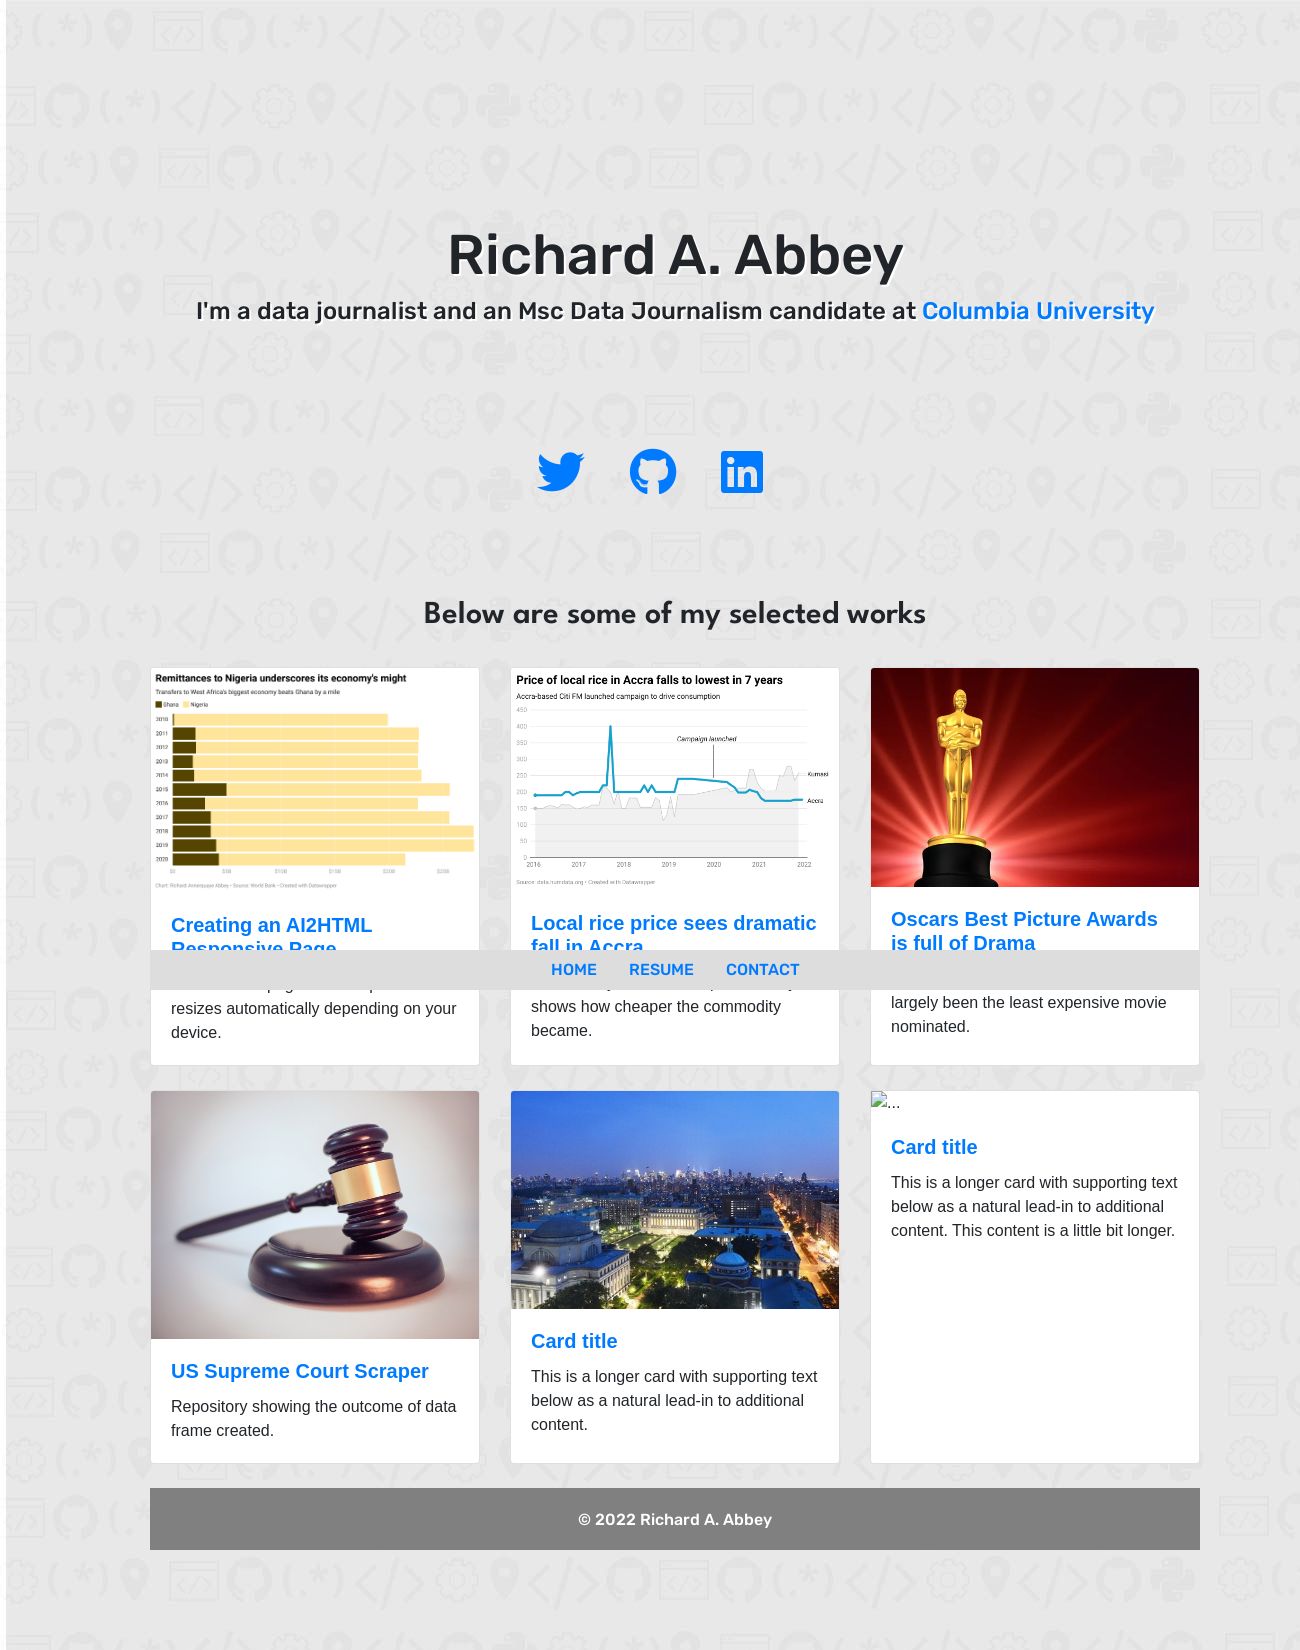 Richard A. Abbey
I'm a data journalist and an Msc Data Journalism candidate at Columbia University
Below are some of my selected works
Remittances to Nigeria underscores its economy's might
Transfers to West Africa's biggest economy beats Ghana by a mile
Ghana Nigeria
2010
2011
2012
2013
2014
2015
2016
2017
2018
2019
2020
$0 $5B $10B $15B $20B $25B
Chart: Richard Annerquaye Abbey • Source: World Bank • Created with Datawrapper
Creating an AI2HTML
Responsive Page
resizes automatically depending on your
device.
Price of local rice in Accra falls to lowest in 7 years
Accra-based Citi FM launched campaign to drive consumption
450
400
350
300
250
200
150
100
50
0
Campaign launched
Kumasi
Accra
2016 2017 2018 2019 2020 2021 2022
Source: data.humdata.org • Created with Datawrapper
Local rice price sees dramatic
fall in Accra
shows how cheaper the commodity
became.
Oscars Best Picture Awards
is full of Drama
largely been the least expensive movie
nominated.
HOME RESUME CONTACT
US Supreme Court Scraper
Repository showing the outcome of data
frame created.
Card title
This is a longer card with supporting text
below as a natural lead-in to additional
content.
...
Card title
This is a longer card with supporting text
below as a natural lead-in to additional
content. This content is a little bit longer.
© 2022 Richard A. Abbey